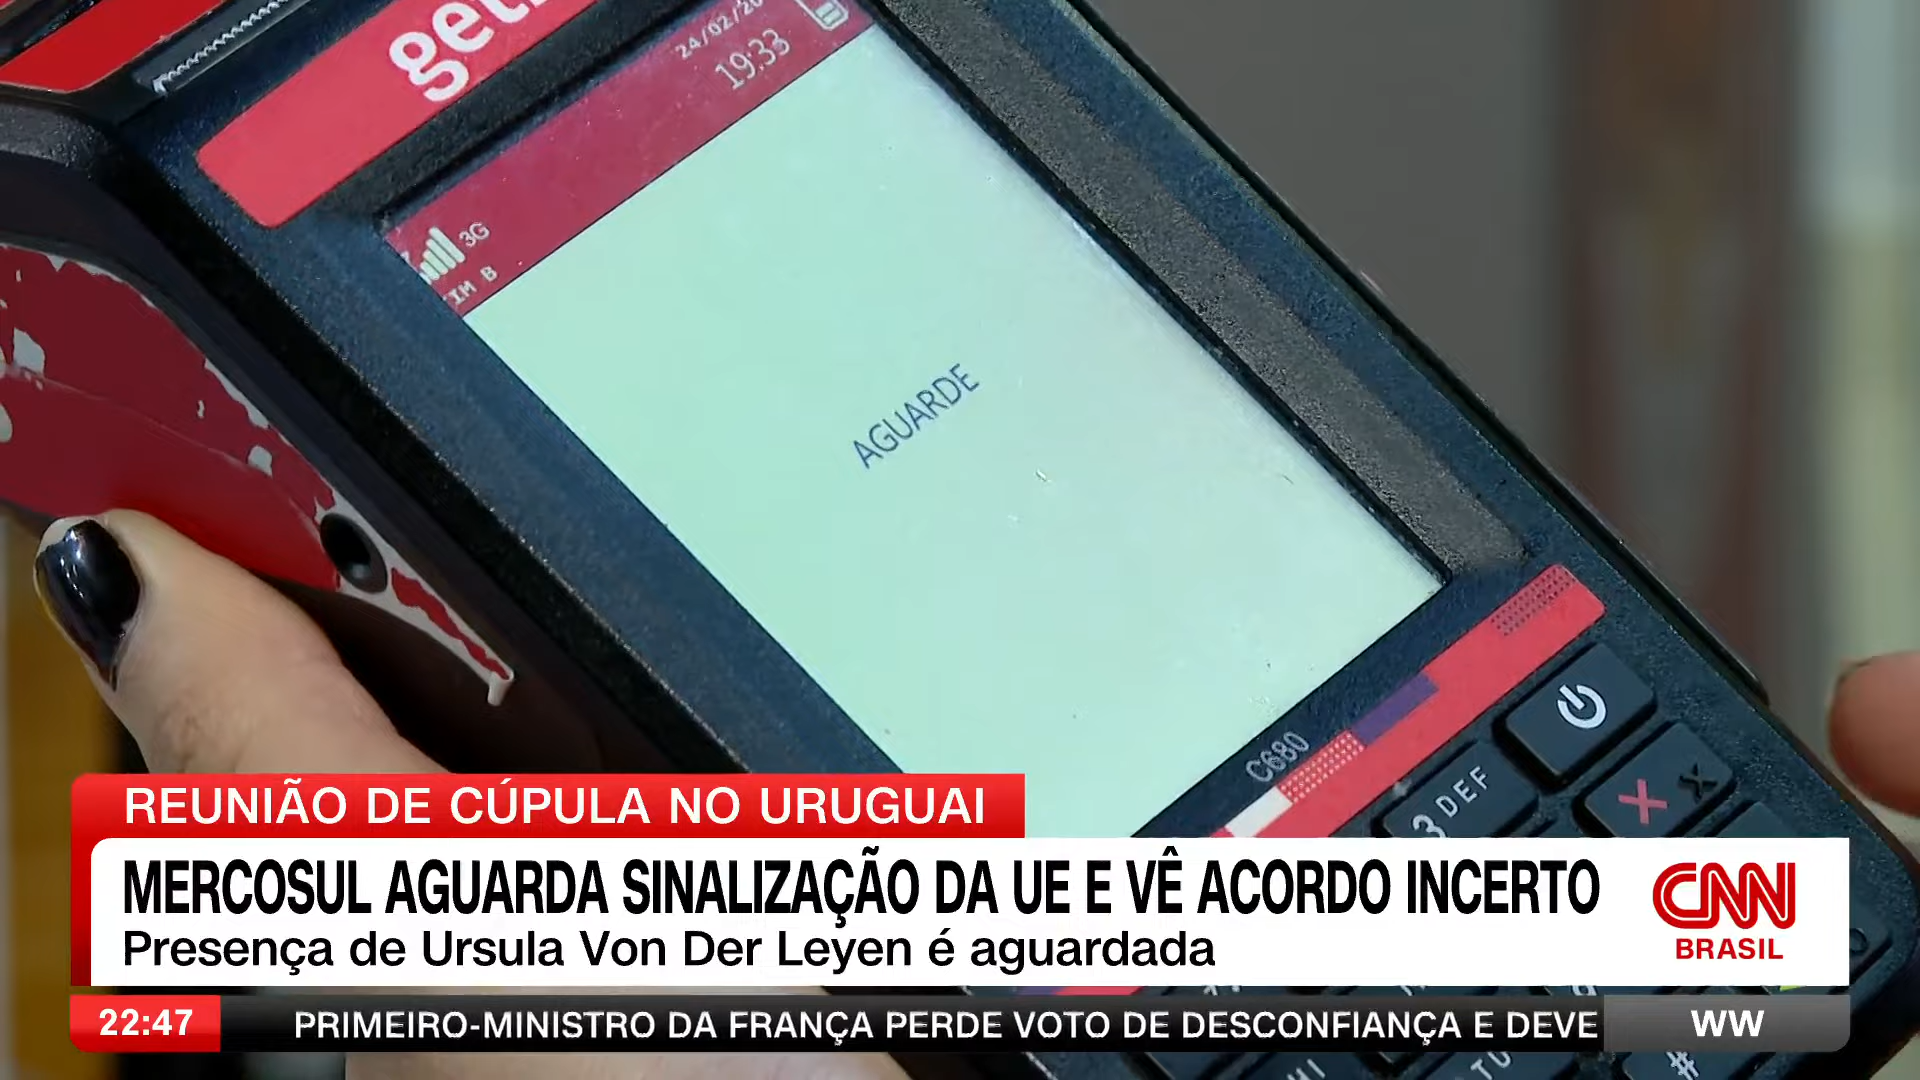 get
24/02/20
19:33
3G
IM B
AGUARDE
C680
3 DEF
REUNIÃO DE CÚPULA NO URUGUAI
MERCOSUL AGUARDA SINALIZAÇÃO DA UE E VÊ ACORDO INCERTO
Presença de Ursula Von Der Leyen é aguardada
CNN
BRASIL
22:47
PRIMEIRO-MINISTRO DA FRANÇA PERDE VOTO DE DESCONFIANÇA E DEVE
WW
#